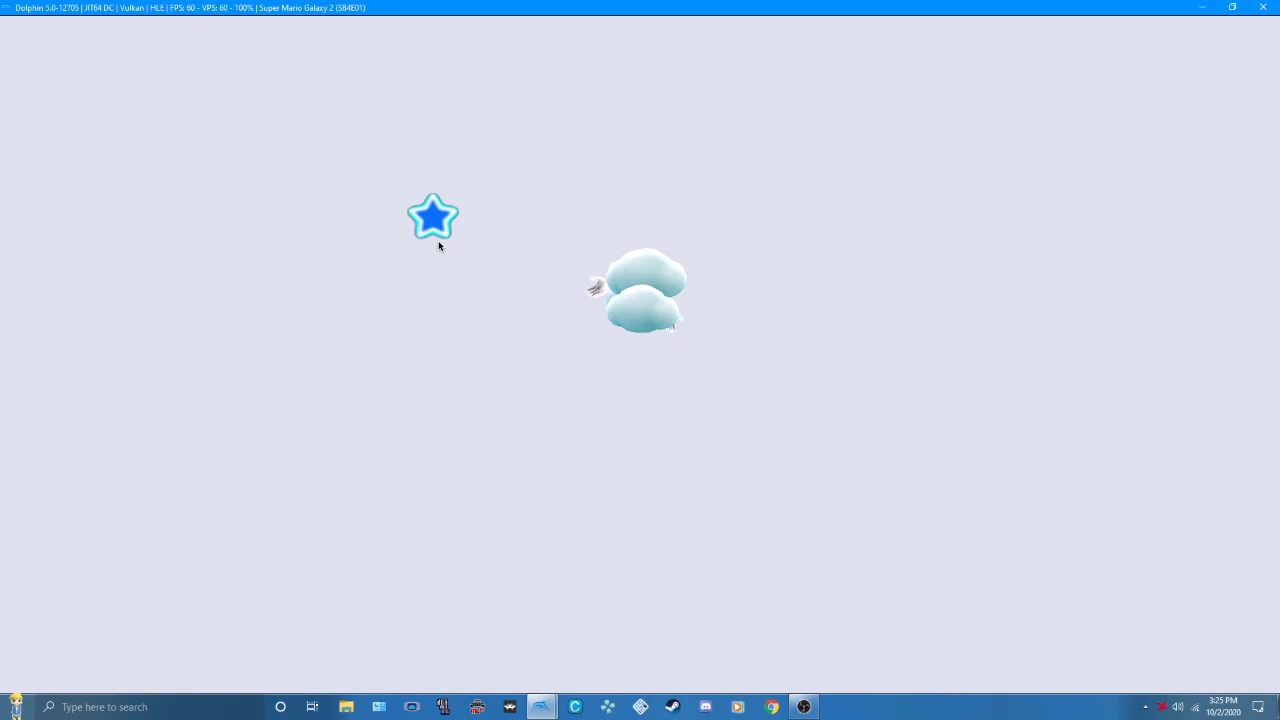 Dolphin 5.0-12705 | JIT64 DC | Vulkan | HLE | FPS: 60 - VPS: 60 - 100% | Super Mario Galaxy 2 (SB4E01)
Type here to search
3:25 PM
10/2/2020